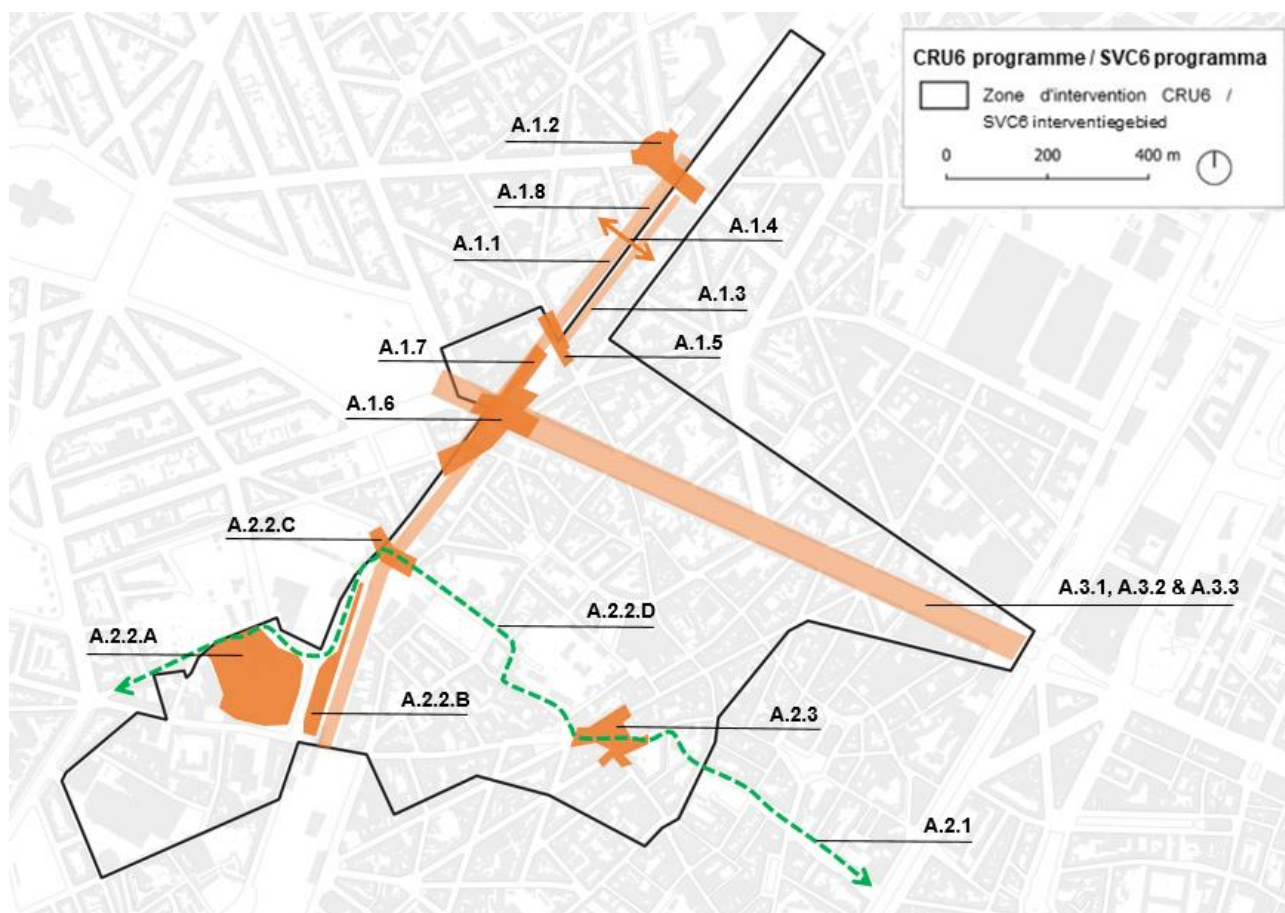 CRU6 programme / SVC6 programma
Zone d'intervention CRU6 /
SVC6 interventiegebied
0 200 400 m
A.1.2
A.1.8
A.1.4
A.1.1
A.1.3
A.1.5
A.1.7
A.1.6
A.2.2.C
A.3.1, A.3.2 & A.3.3
A.2.2.D
A.2.2.A
A.2.2.B
A.2.3
A.2.1